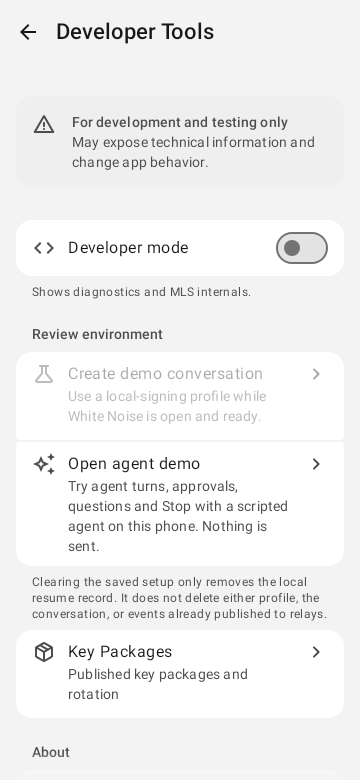 Developer Tools
For development and testing only
May expose technical information and
change app behavior.
Developer mode
Shows diagnostics and MLS internals.
Review environment
Create demo conversation
Use a local-signing profile while
White Noise is open and ready.
Open agent demo
Try agent turns, approvals,
questions and Stop with a scripted
agent on this phone. Nothing is
sent.
Clearing the saved setup only removes the local
resume record. It does not delete either profile, the
conversation, or events already published to relays.
Key Packages
Published key packages and
rotation
About